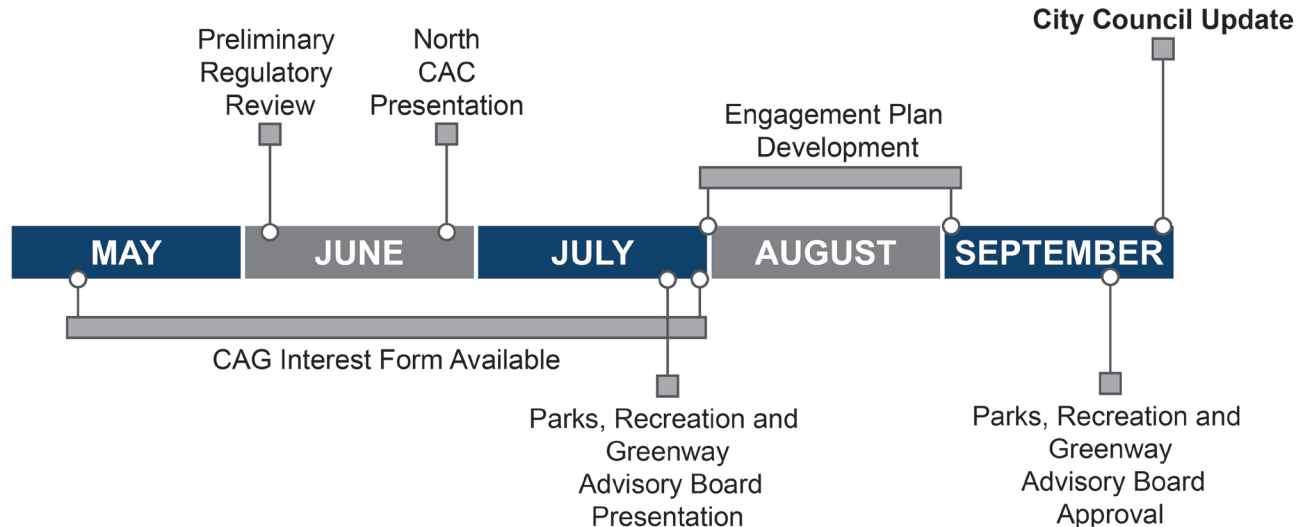 City Council Update
Preliminary
Regulatory
Review
North
CAC
Presentation
Engagement Plan
Development
MAY
JUNE
JULY
AUGUST
SEPTEMBER
CAG Interest Form Available
Parks, Recreation and
Greenway
Advisory Board
Presentation
Parks, Recreation and
Greenway
Advisory Board
Approval